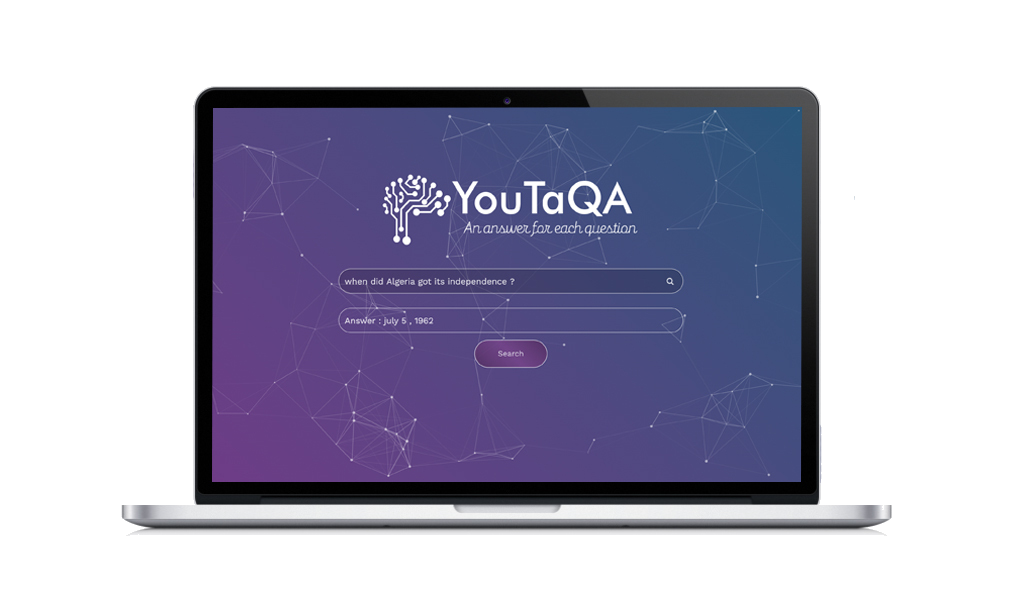 YouTaQA
An answer for each question
when did Algeria got its independence ?
Answer : july 5 , 1962
Search